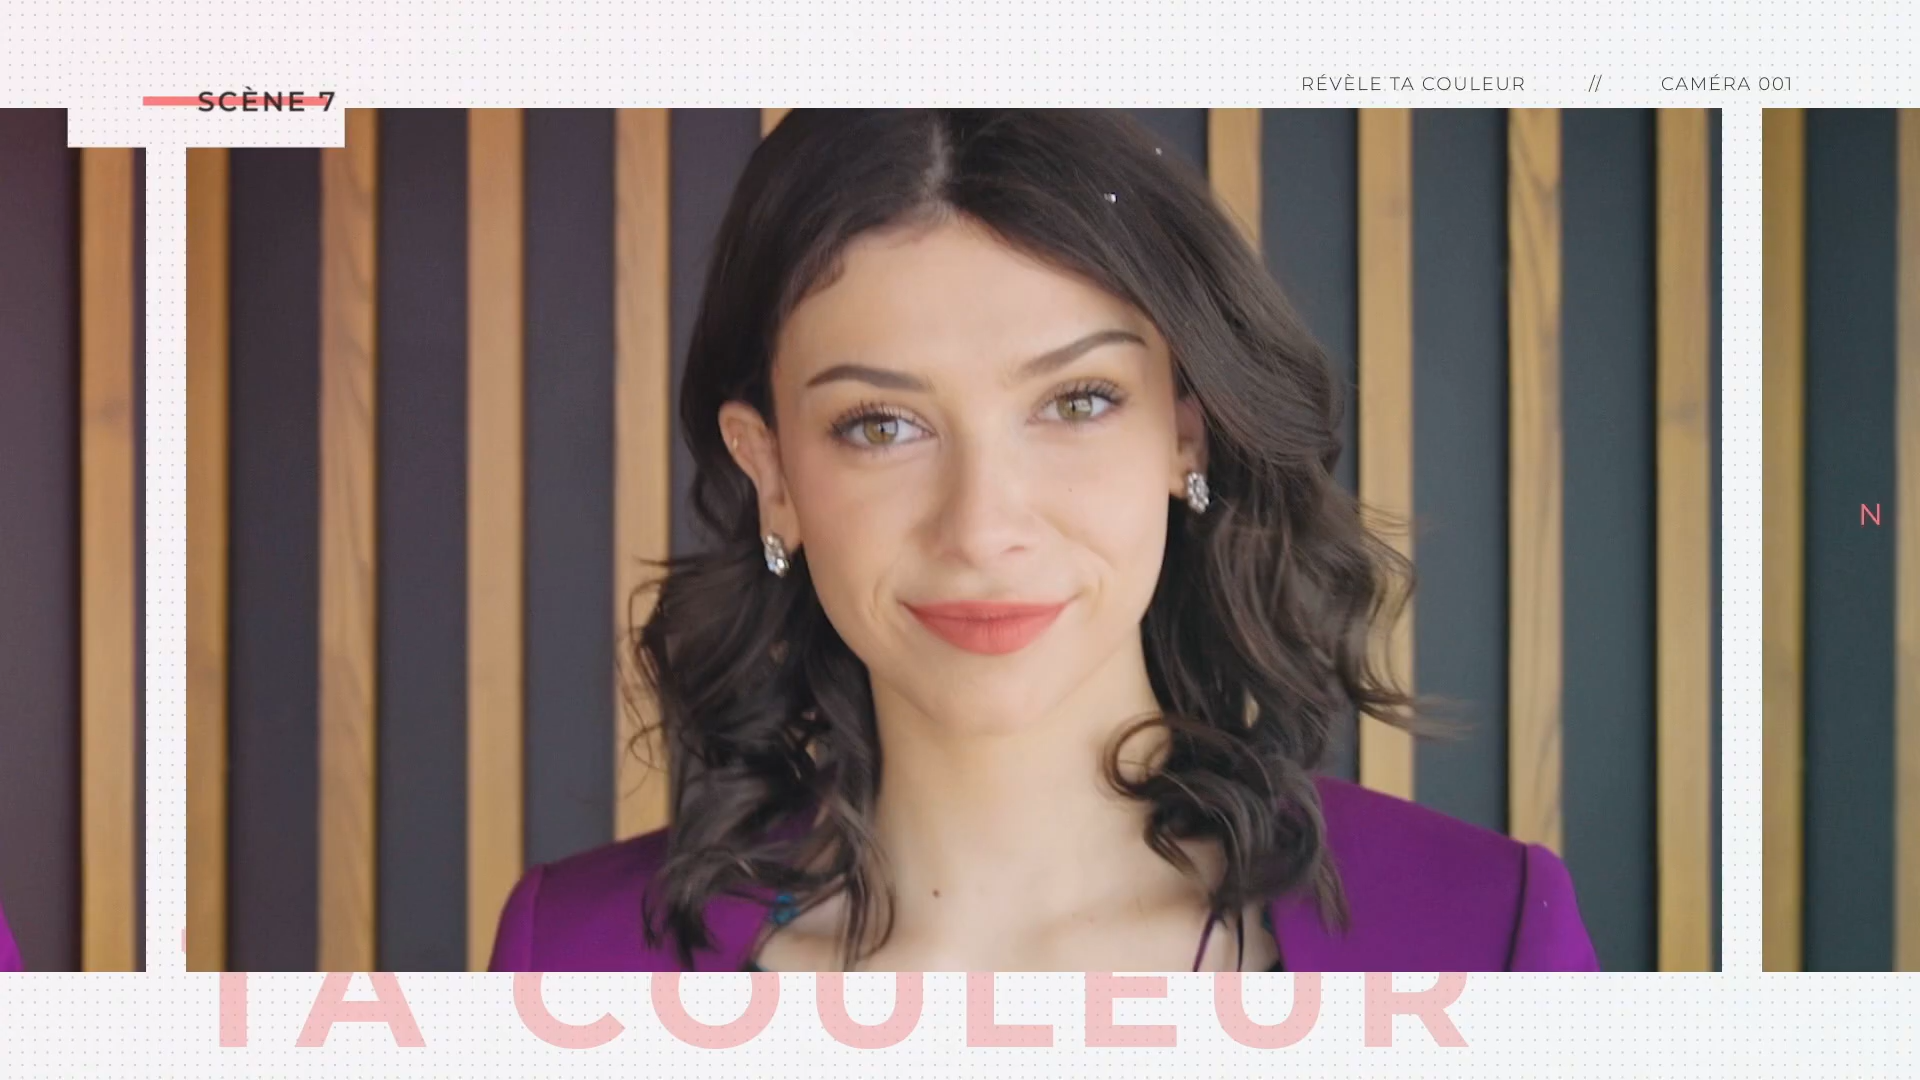 SCÈNE 7
RÉVÈLE TA COULEUR // CAMÉRA 001
N
TA COULEUR